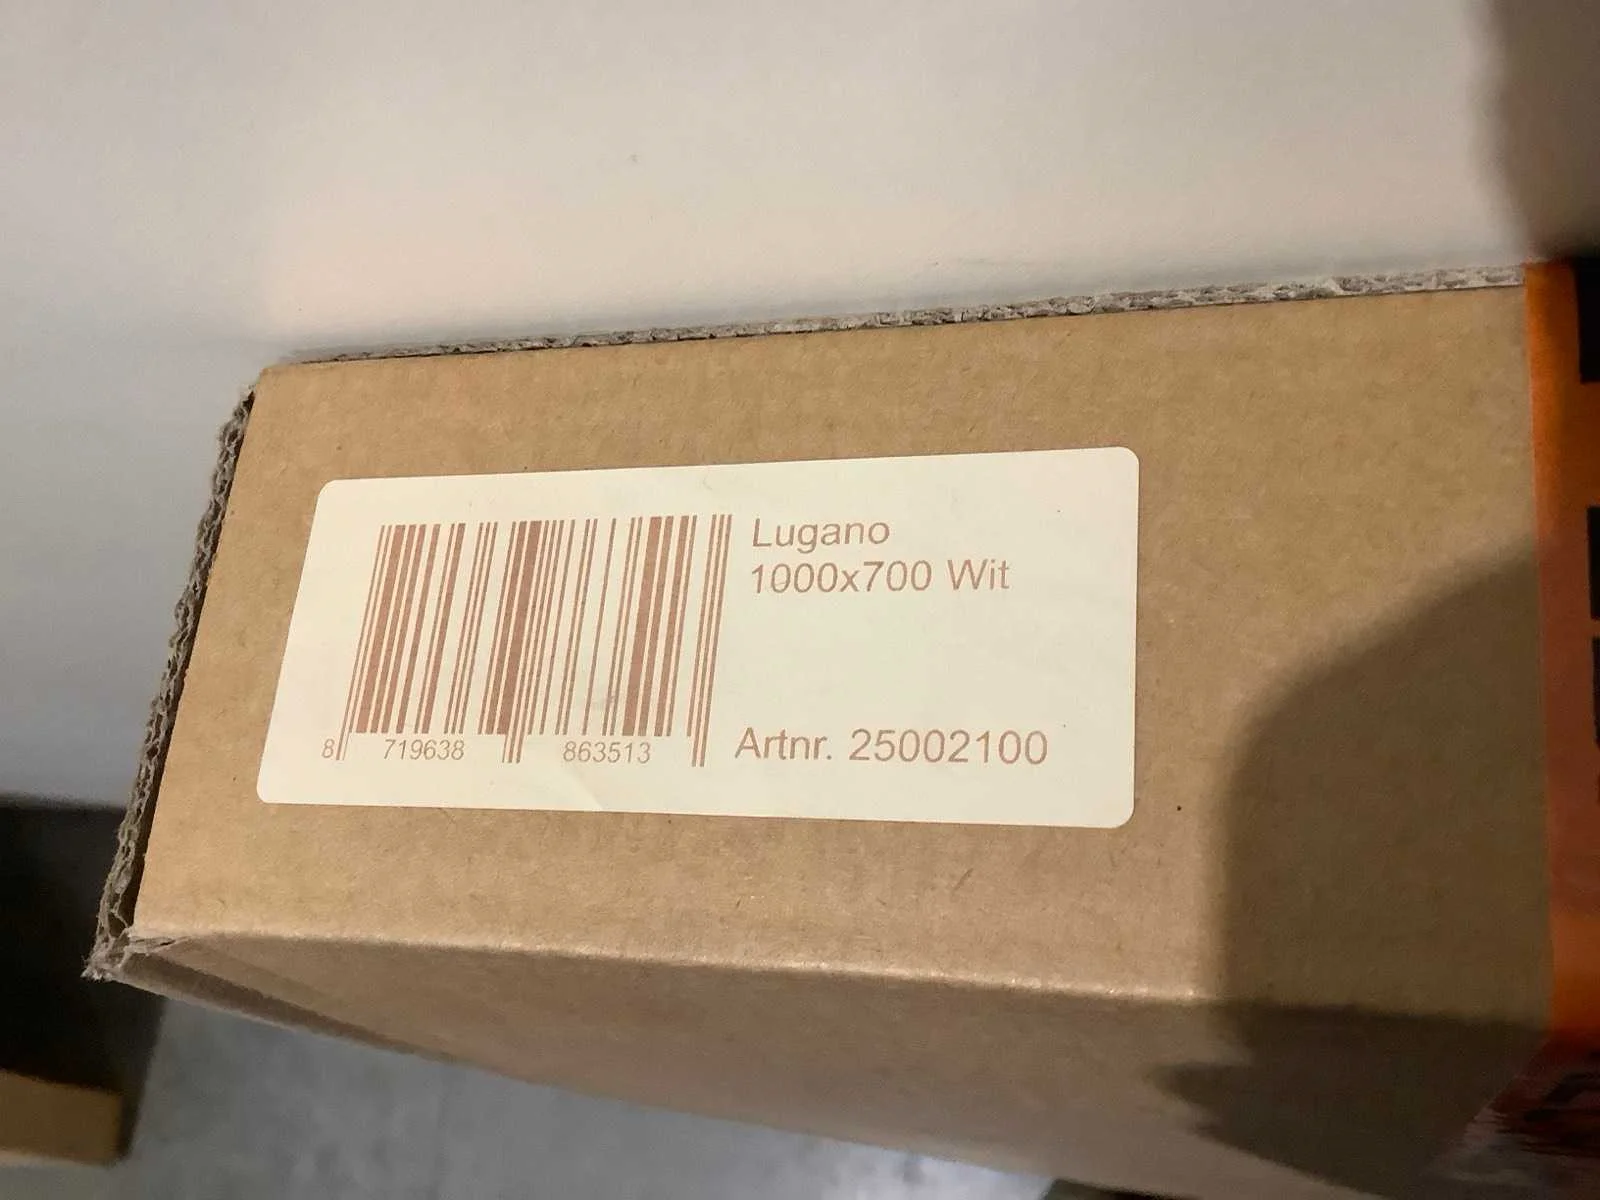 Lugano
1000x700 Wit
8 719638 863513
Artnr. 25002100